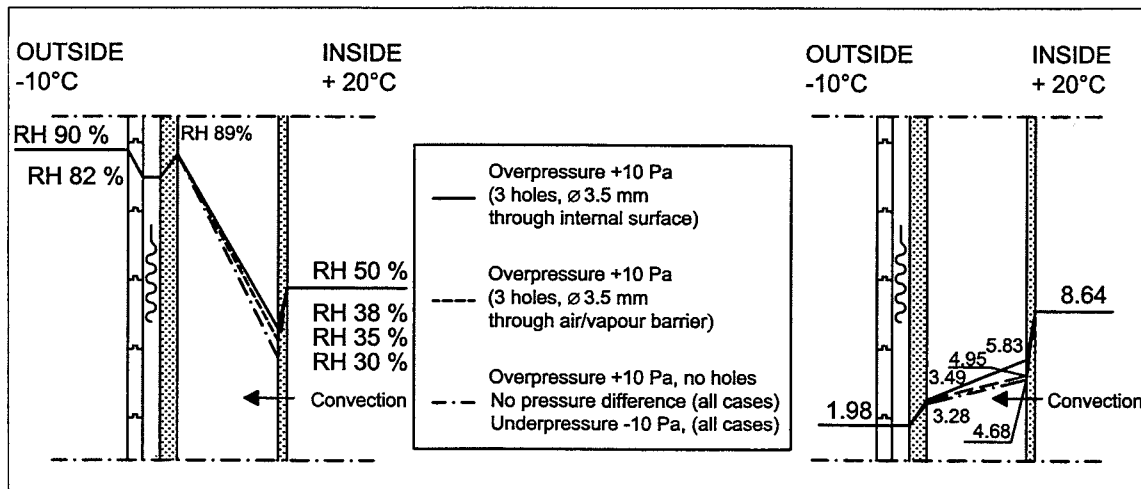 OUTSIDE
-10°C
INSIDE
+ 20°C
RH 90 %
RH 82 %
RH 89%
RH 50 %
RH 38 %
RH 35 %
RH 30 %
Convection
Overpressure +10 Pa
(3 holes, ⌀ 3.5 mm
through internal surface)
Overpressure +10 Pa
(3 holes, ⌀ 3.5 mm
through air/vapour barrier)
Overpressure +10 Pa, no holes
No pressure difference (all cases)
Underpressure -10 Pa, (all cases)
OUTSIDE
-10°C
INSIDE
+ 20°C
8.64
5.83
4.95
3.49
1.98
3.28
4.68
Convection